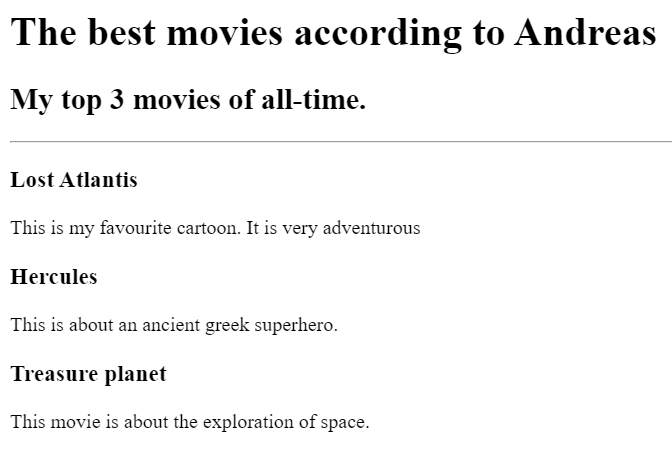 The best movies according to Andreas
My top 3 movies of all-time.
Lost Atlantis
This is my favourite cartoon. It is very adventurous
Hercules
This is about an ancient greek superhero.
Treasure planet
This movie is about the exploration of space.